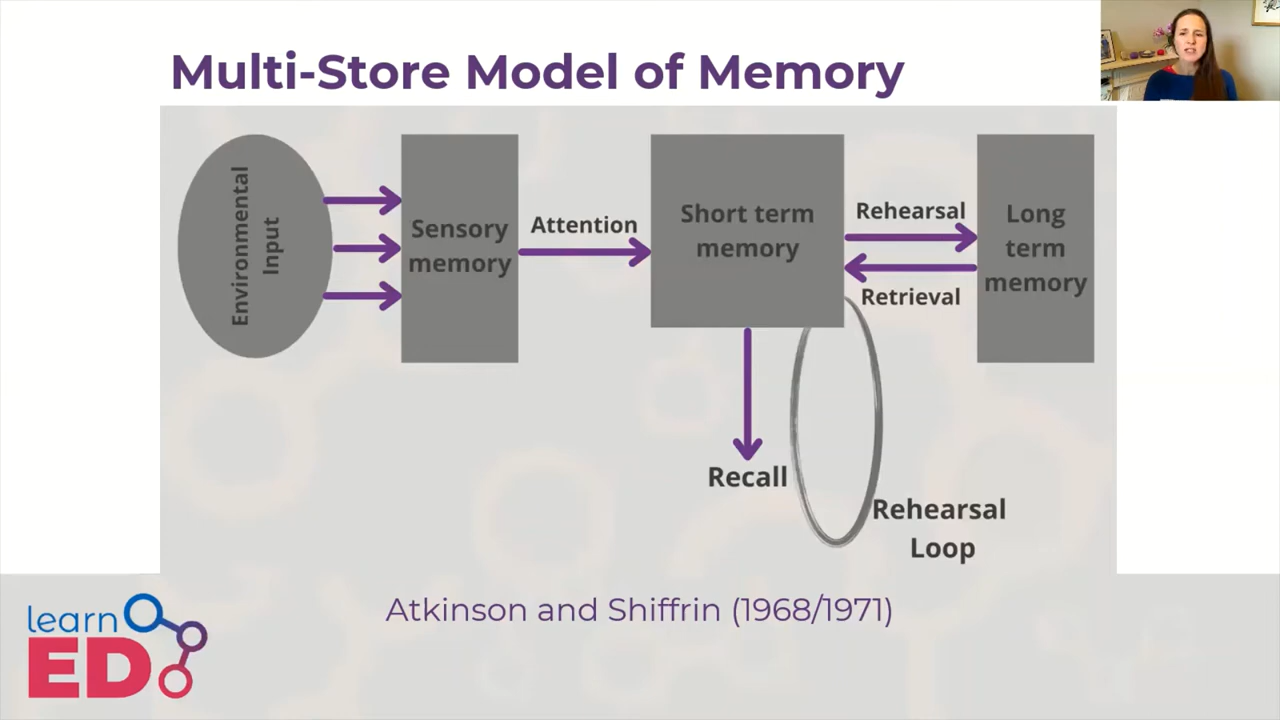 Multi-Store Model of Memory
Environmental
Input
Sensory
memory
Attention
Short term
memory
Rehearsal
Retrieval
Long
term
memory
Recall
Rehearsal
Loop
Atkinson and Shiffrin (1968/1971)
learn
ED